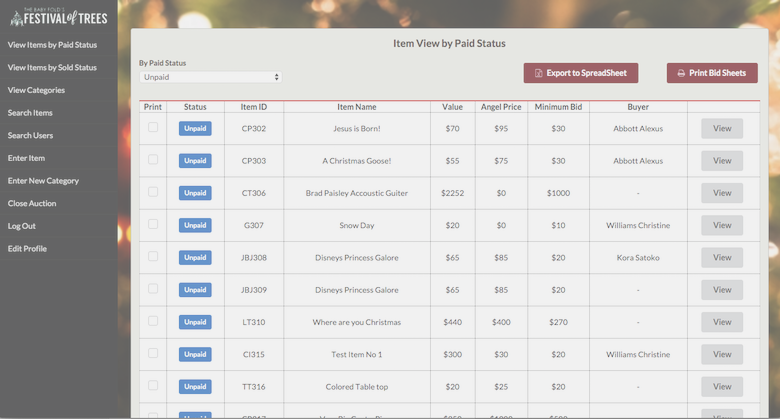 THE BABY FOLD'S
FESTIVAL of TREES
View Items by Paid Status
View Items by Sold Status
View Categories
Search Items
Search Users
Enter Item
Enter New Category
Close Auction
Log Out
Edit Profile
Item View by Paid Status
By Paid Status
Unpaid
Export to SpreadSheet
Print Bid Sheets
Print Status Item ID Item Name Value Angel Price Minimum Bid Buyer
Unpaid CP302 Jesus is Born! $70 $95 $30 Abbott Alexus View
Unpaid CP303 A Christmas Goose! $55 $75 $30 Abbott Alexus View
Unpaid CT306 Brad Paisley Accoustic Guiter $2252 $0 $1000 - View
Unpaid G307 Snow Day $20 $0 $10 Williams Christine View
Unpaid JBJ308 Disneys Princess Galore $65 $85 $20 Kora Satoko View
Unpaid JBJ309 Disneys Princess Galore $65 $85 $20 - View
Unpaid LT310 Where are you Christmas $440 $400 $270 - View
Unpaid CI315 Test Item No 1 $300 $30 $20 Williams Christine View
Unpaid TT316 Colored Table top $20 $25 $20 - View
Unpaid